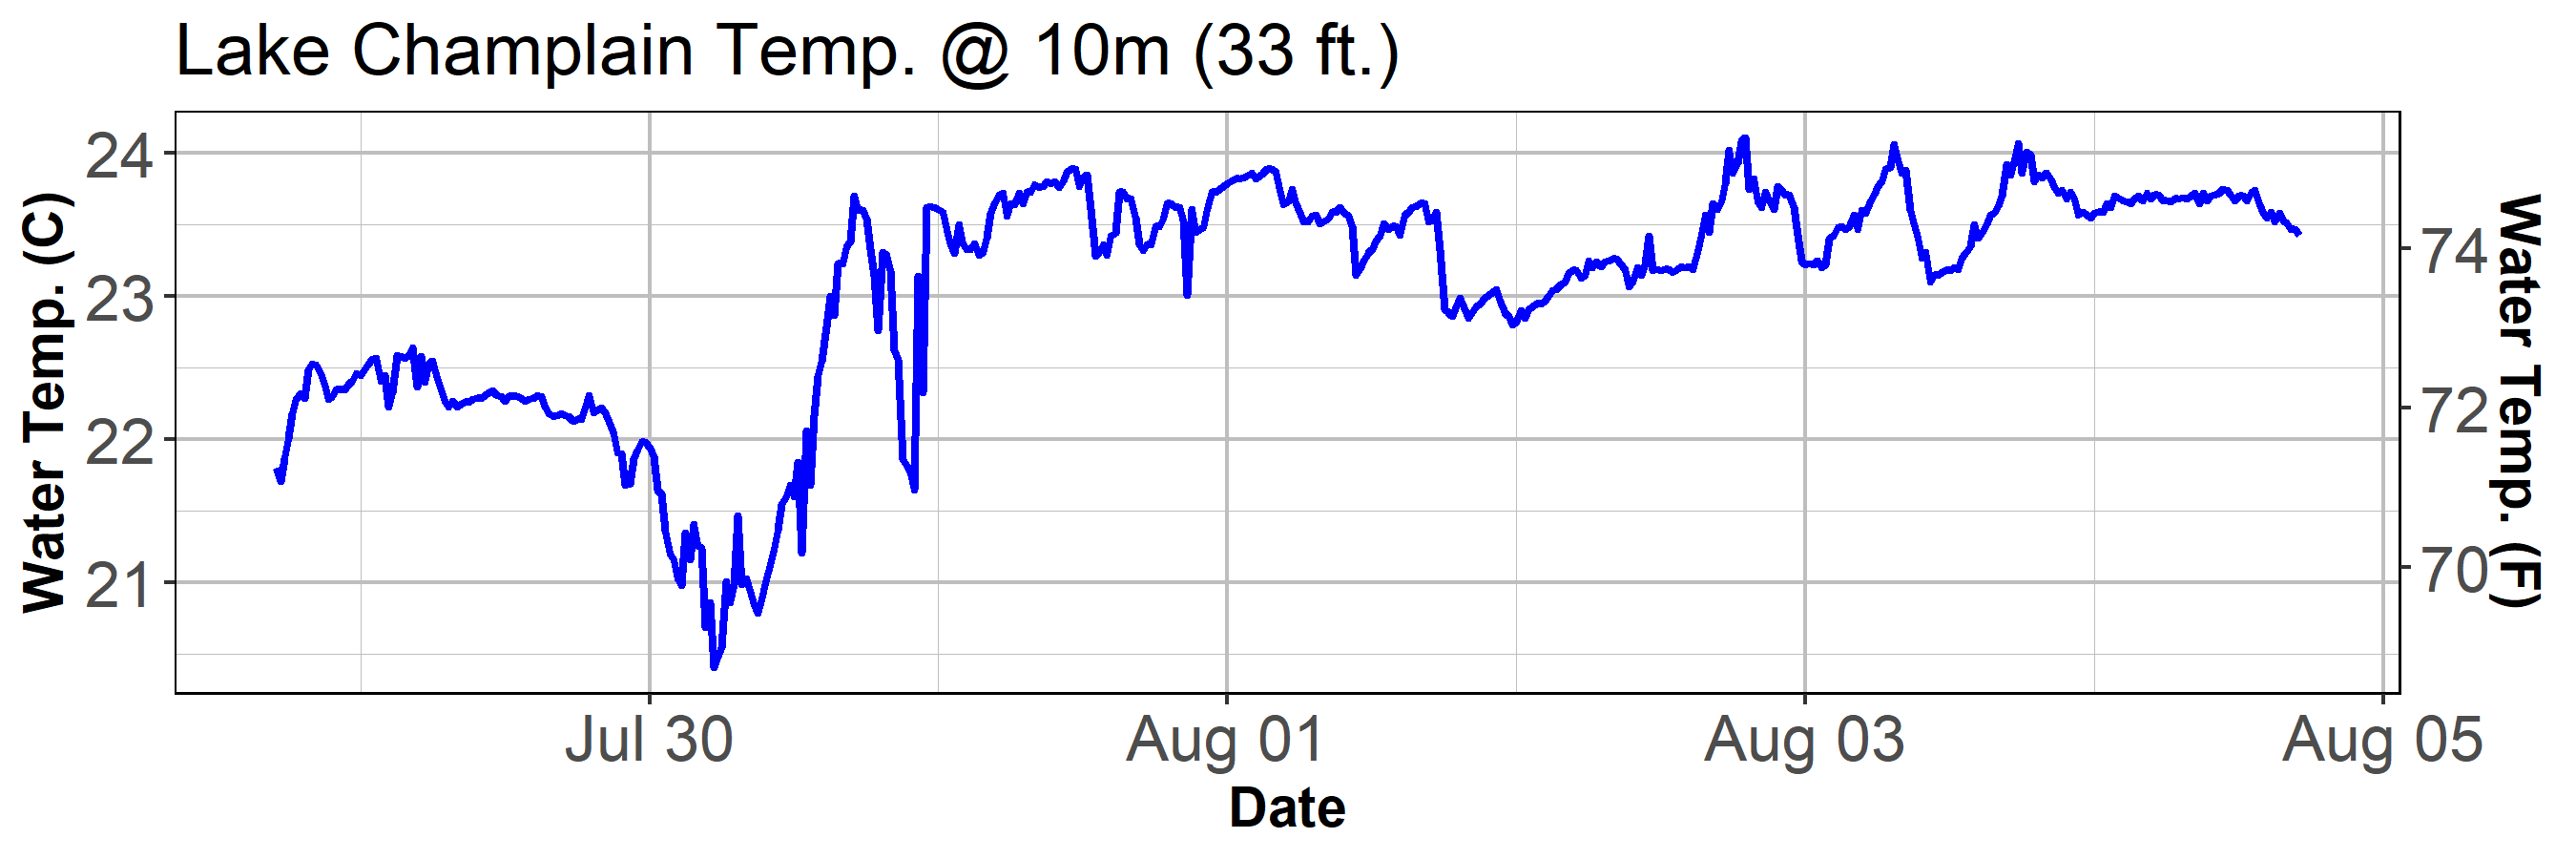 Lake Champlain Temp. @ 10m (33 ft.)
Water Temp. (C)
24
23
22
21
74
72
70
Water Temp. (F)
Jul 30
Aug 01
Aug 03
Aug 05
Date